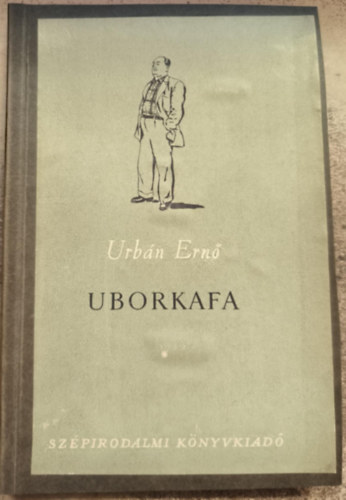 Urbán Ernő
UBORKAFA
SZÉPIRODALMI KÖNYVKIADÓ